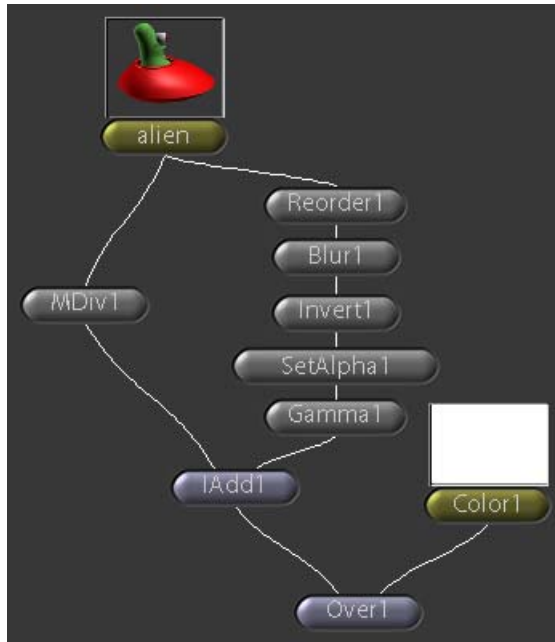 alien
Reorder1
Blur1
MDiv1
Invert1
SetAlpha1
Gamma1
IAdd1
Color1
Over1